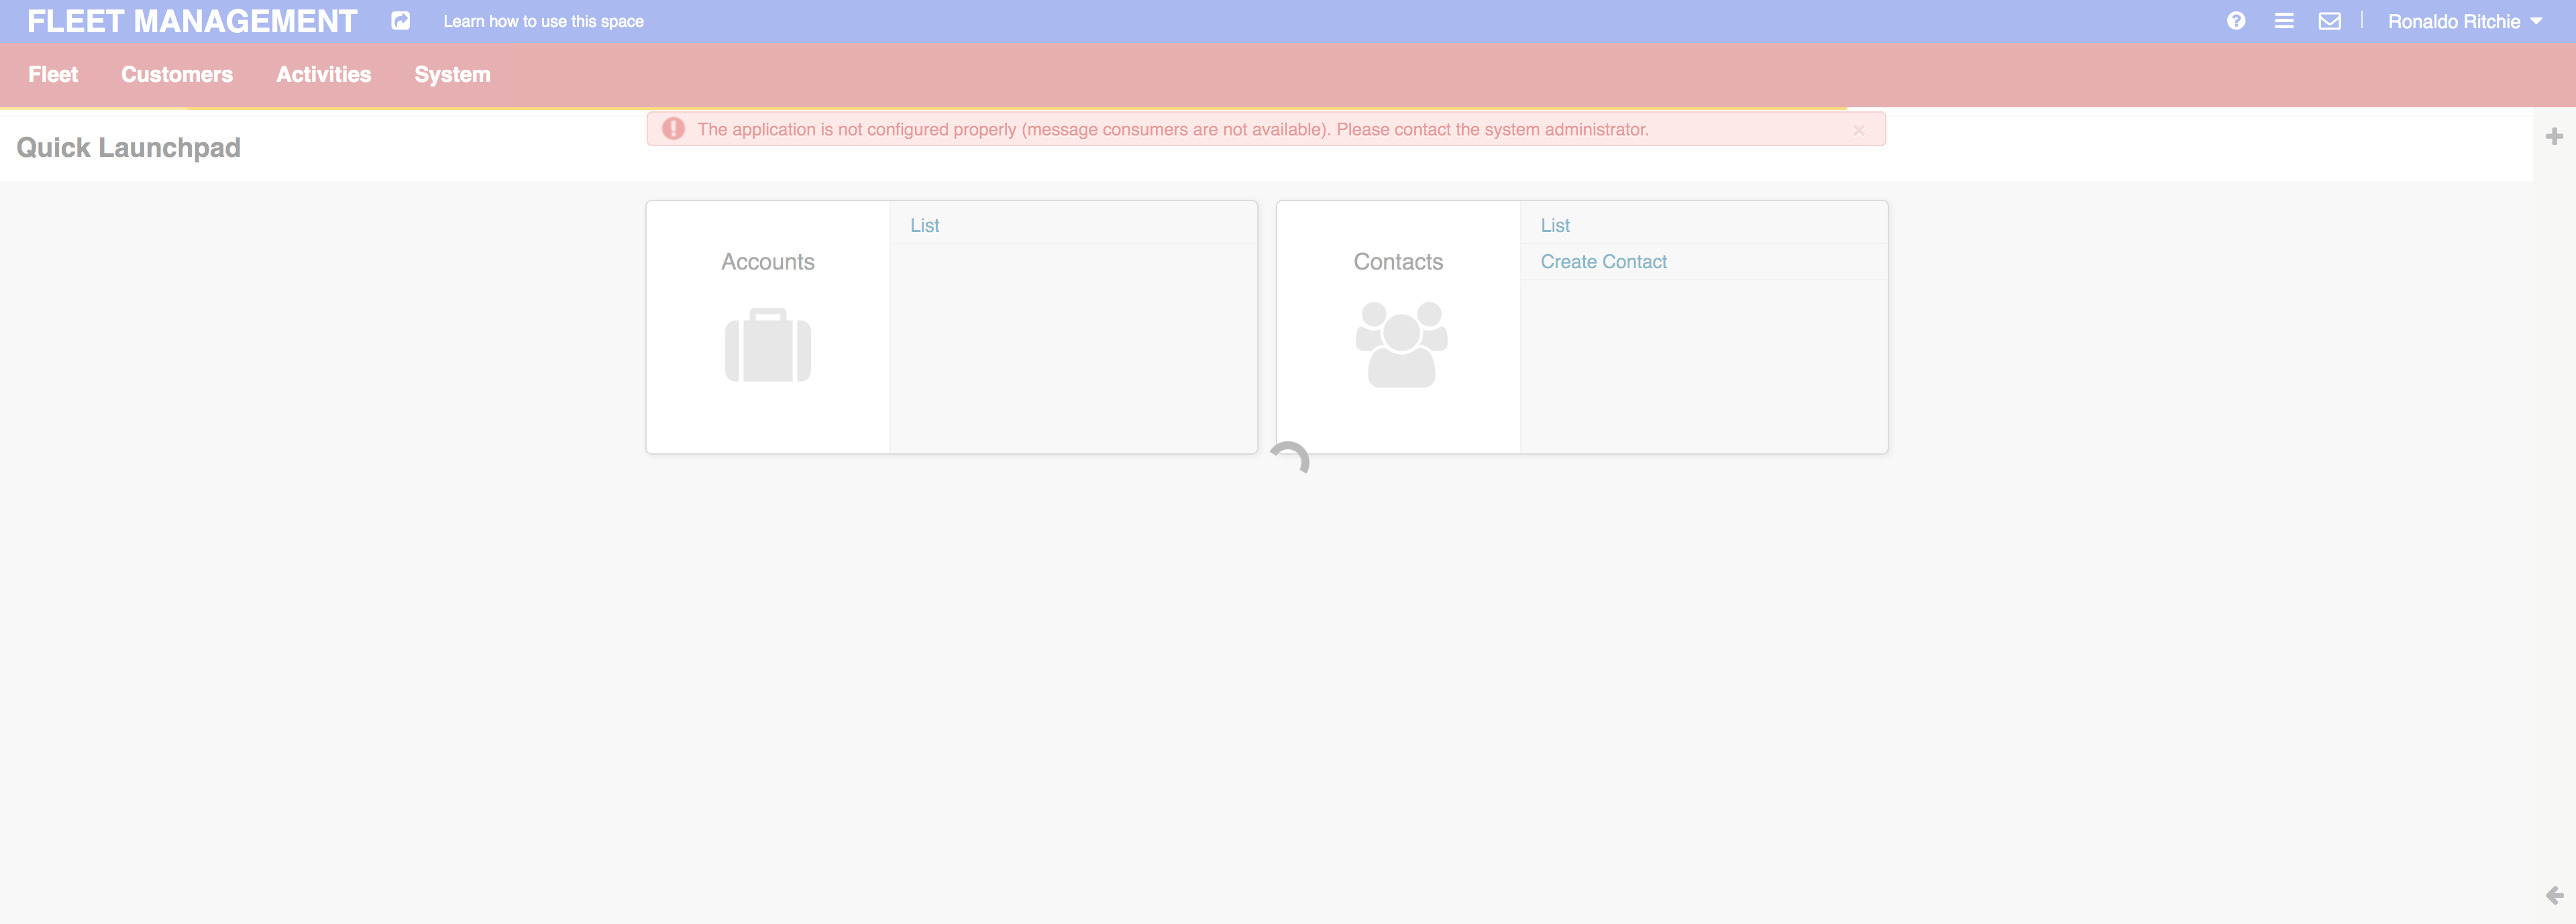 FLEET MANAGEMENT Learn how to use this space Ronaldo Ritchie
Fleet Customers Activities System
The application is not configured properly (message consumers are not available). Please contact the system administrator. ×
Quick Launchpad
Accounts
List
Contacts
List
Create Contact